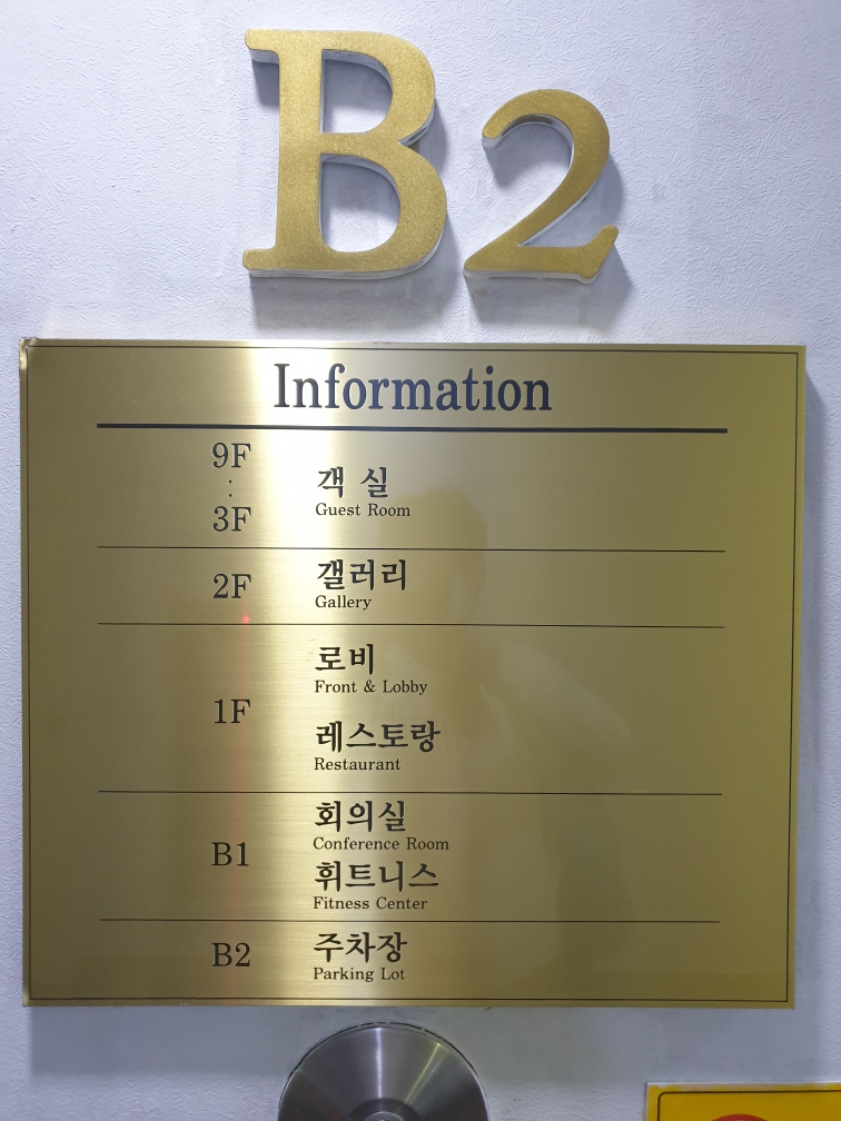 B2
Information
9F
:
3F
객 실
Guest Room
2F
갤러리
Gallery
1F
로비
Front & Lobby
레스토랑
Restaurant
B1
회의실
Conference Room
휘트니스
Fitness Center
B2
주차장
Parking Lot